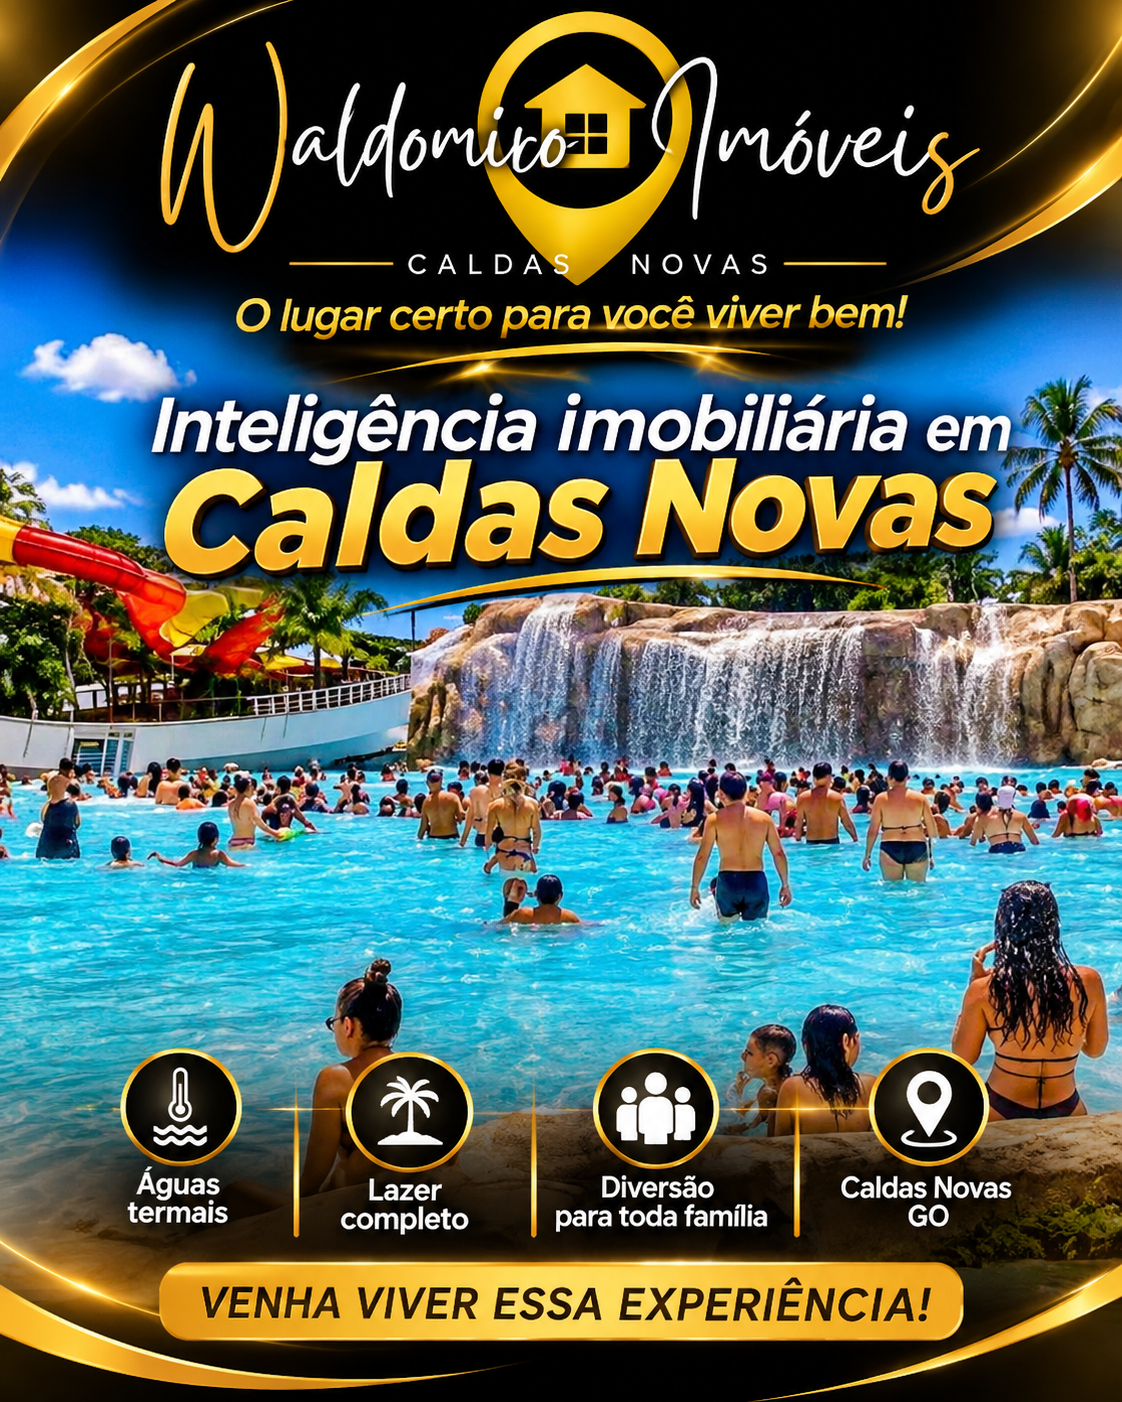 Waldomiro Imóveis
CALDAS NOVAS
O lugar certo para você viver bem!
Inteligência imobiliária em
Caldas Novas
Águas
termais
Lazer
completo
Diversão
para toda família
Caldas Novas
GO
VENHA VIVER ESSA EXPERIÊNCIA!